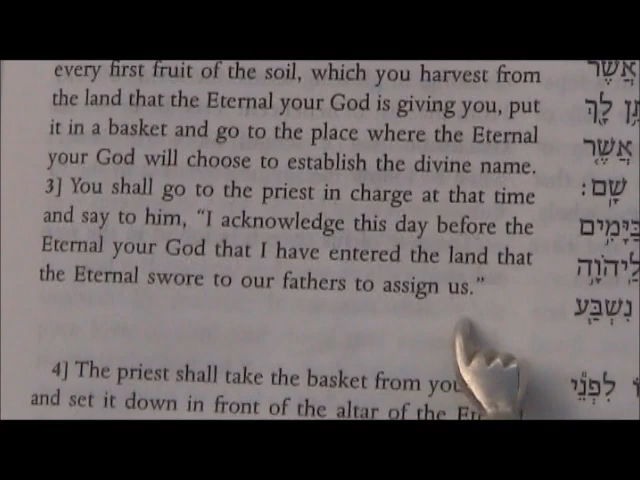 every first fruit of the soil, which you harvest from
the land that the Eternal your God is giving you, put
it in a basket and go to the place where the Eternal
your God will choose to establish the divine name.
3] You shall go to the priest in charge at that time
and say to him, “I acknowledge this day before the
Eternal your God that I have entered the land that
the Eternal swore to our fathers to assign us.”
4] The priest shall take the basket from you
and set it down in front of the altar of the
אֲשֶׁר
לָךְ
אֲשֶׁר
שָׁם׃
בַּיָּמִים
לַיהֹוָה
נִשְׁבַּע
לִפְנֵי